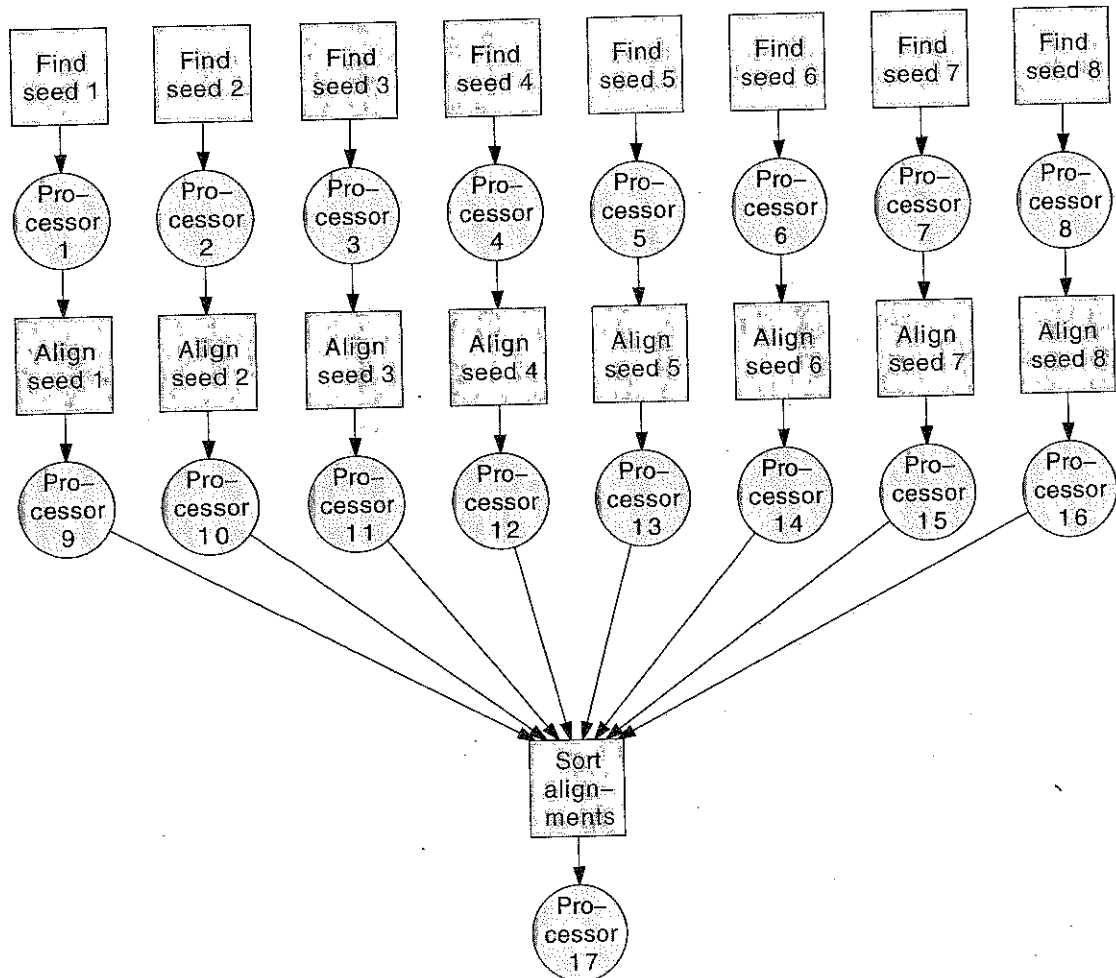 Find
seed 1
Find
seed 2
Find
seed 3
Find
seed 4
Find
seed 5
Find
seed 6
Find
seed 7
Find
seed 8
Pro–
cessor
1
Pro–
cessor
2
Pro–
cessor
3
Pro–
cessor
4
Pro–
cessor
5
Pro–
cessor
6
Pro–
cessor
7
Pro–
cessor
8
Align
seed 1
Align
seed 2
Align
seed 3
Align
seed 4
Align
seed 5
Align
seed 6
Align
seed 7
Align
seed 8
Pro–
cessor
9
Pro–
cessor
10
Pro–
cessor
11
Pro–
cessor
12
Pro–
cessor
13
Pro–
cessor
14
Pro–
cessor
15
Pro–
cessor
16
Sort
align–
ments
Pro–
cessor
17